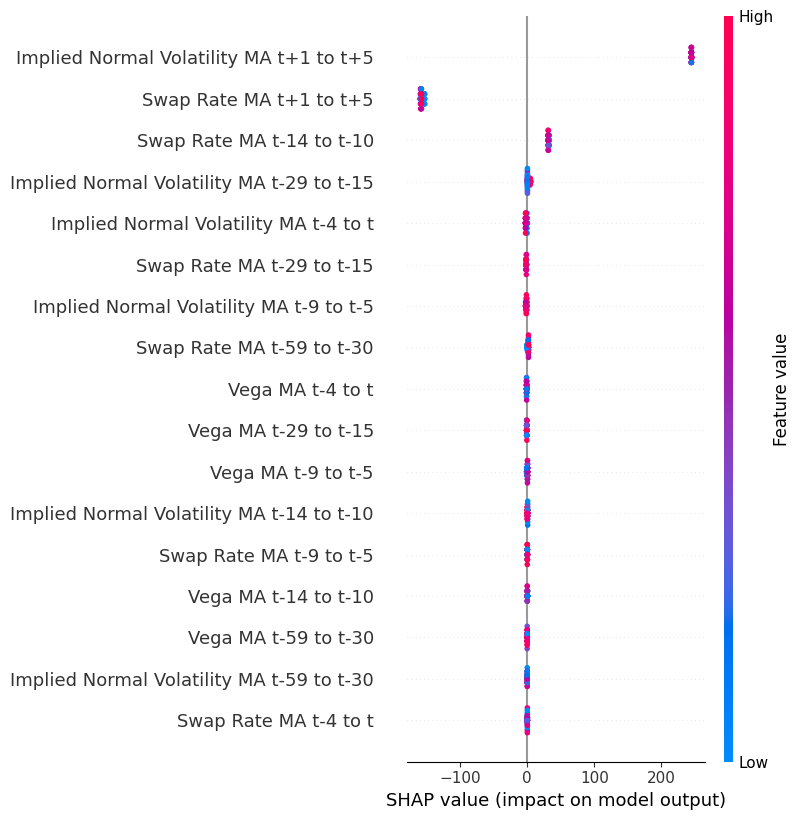 High
Implied Normal Volatility MA t+1 to t+5
Swap Rate MA t+1 to t+5
Swap Rate MA t-14 to t-10
Implied Normal Volatility MA t-29 to t-15
Implied Normal Volatility MA t-4 to t
Swap Rate MA t-29 to t-15
Implied Normal Volatility MA t-9 to t-5
Swap Rate MA t-59 to t-30
Vega MA t-4 to t
Vega MA t-29 to t-15
Vega MA t-9 to t-5
Implied Normal Volatility MA t-14 to t-10
Swap Rate MA t-9 to t-5
Vega MA t-14 to t-10
Vega MA t-59 to t-30
Implied Normal Volatility MA t-59 to t-30
Swap Rate MA t-4 to t
Feature value
Low
−100 0 100 200
SHAP value (impact on model output)